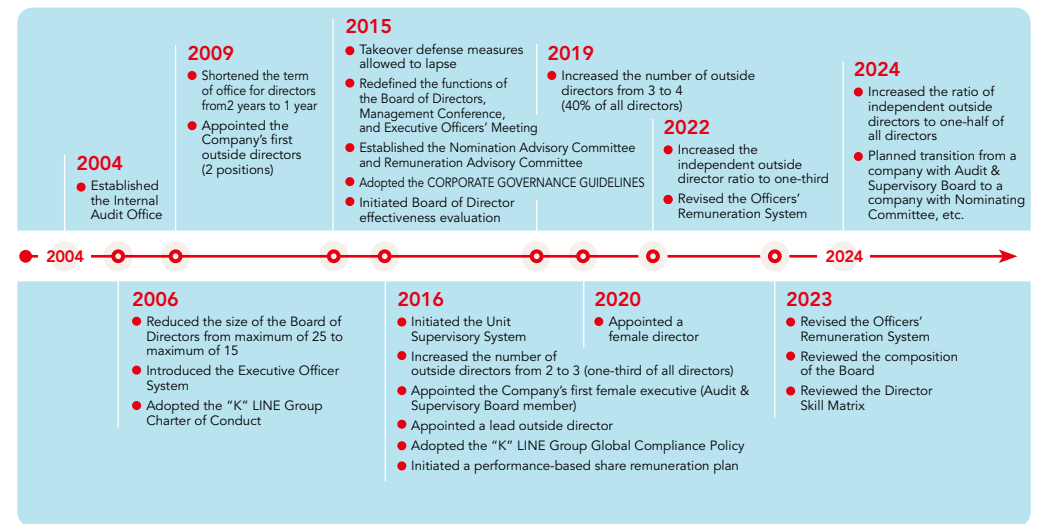 2004
Established
the Internal
Audit Office
2009
Shortened the term
of office for directors
from2 years to 1 year
Appointed the
Company's first
outside directors
(2 positions)
2015
Takeover defense measures
allowed to lapse
Redefined the functions of
the Board of Directors,
Management Conference,
and Executive Officers' Meeting
Established the Nomination Advisory Committee
and Remuneration Advisory Committee
Adopted the CORPORATE GOVERNANCE GUIDELINES
Initiated Board of Director
effectiveness evaluation
2019
Increased the number of outside
directors from 3 to 4
(40% of all directors)
2022
Increased the
independent outside
director ratio to one-third
Revised the Officers'
Remuneration System
2024
Increased the ratio of
independent outside
directors to one-half of
all directors
Planned transition from a
company with Audit &
Supervisory Board to a
company with Nominating
Committee, etc.
2004
2024
2006
Reduced the size of the Board of
Directors from maximum of 25 to
maximum of 15
Introduced the Executive Officer
System
Adopted the “K” LINE Group
Charter of Conduct
2016
Initiated the Unit
Supervisory System
Increased the number of
outside directors from 2 to 3 (one-third of all directors)
Appointed the Company's first female executive (Audit &
Supervisory Board member)
Appointed a lead outside director
Adopted the “K” LINE Group Global Compliance Policy
Initiated a performance-based share remuneration plan
2020
Appointed a
female director
2023
Revised the Officers'
Remuneration System
Reviewed the composition
of the Board
Reviewed the Director
Skill Matrix